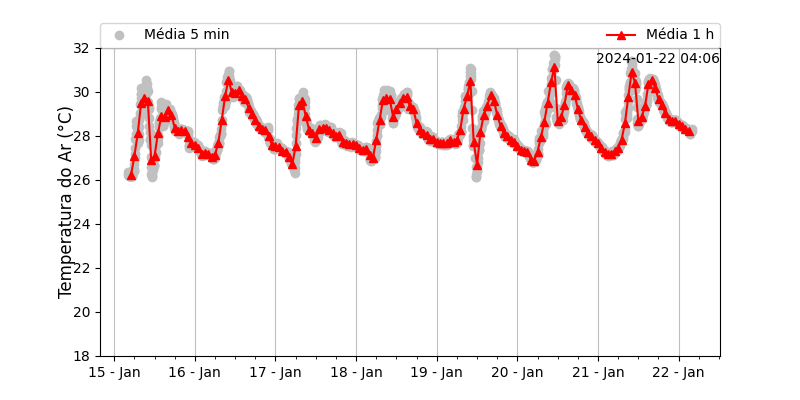 Média 5 min
Média 1 h
2024-01-22 04:06
Temperatura do Ar (°C)
32
30
28
26
24
22
20
18
15 - Jan
16 - Jan
17 - Jan
18 - Jan
19 - Jan
20 - Jan
21 - Jan
22 - Jan